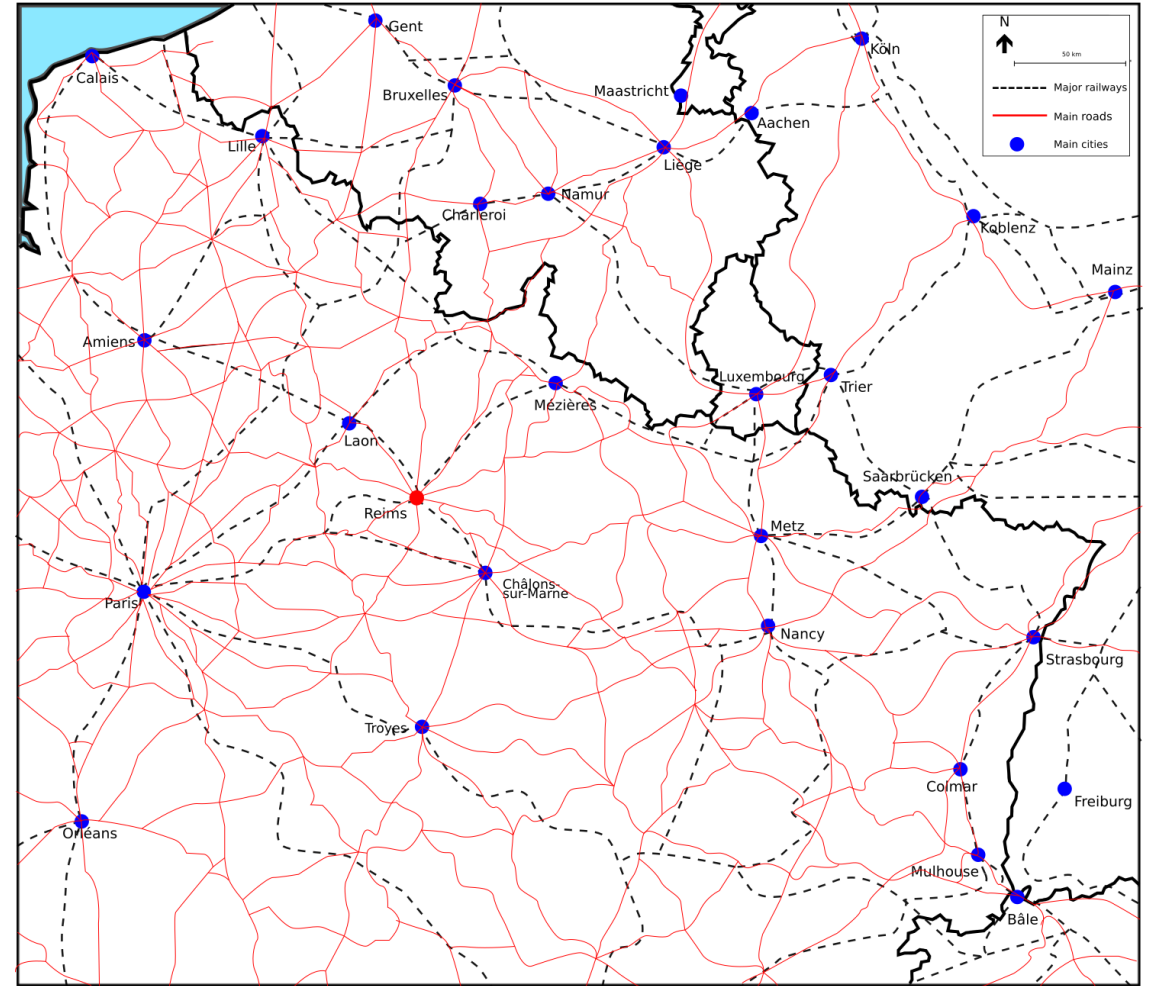 Gent
N
Köln
50 km
Calais
Bruxelles
Maastricht
Major railways
Aachen
Main roads
Lille
Main cities
Liège
Namur
Charleroi
Koblenz
Mainz
Amiens
Luxembourg
Trier
Mézières
Laon
Saarbrücken
Reims
Metz
Châlons-
sur-Marne
Paris
Nancy
Strasbourg
Troyes
Colmar
Freiburg
Orléans
Mulhouse
Bâle